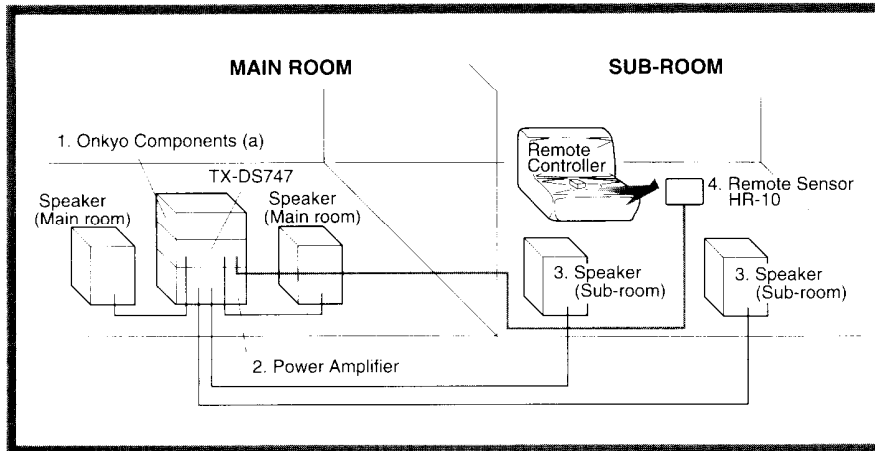 MAIN ROOM
SUB-ROOM
1. Onkyo Components (a)
TX-DS747
Speaker
(Main room)
Speaker
(Main room)
Remote
Controller
4. Remote Sensor
HR-10
3. Speaker
(Sub-room)
3. Speaker
(Sub-room)
2. Power Amplifier